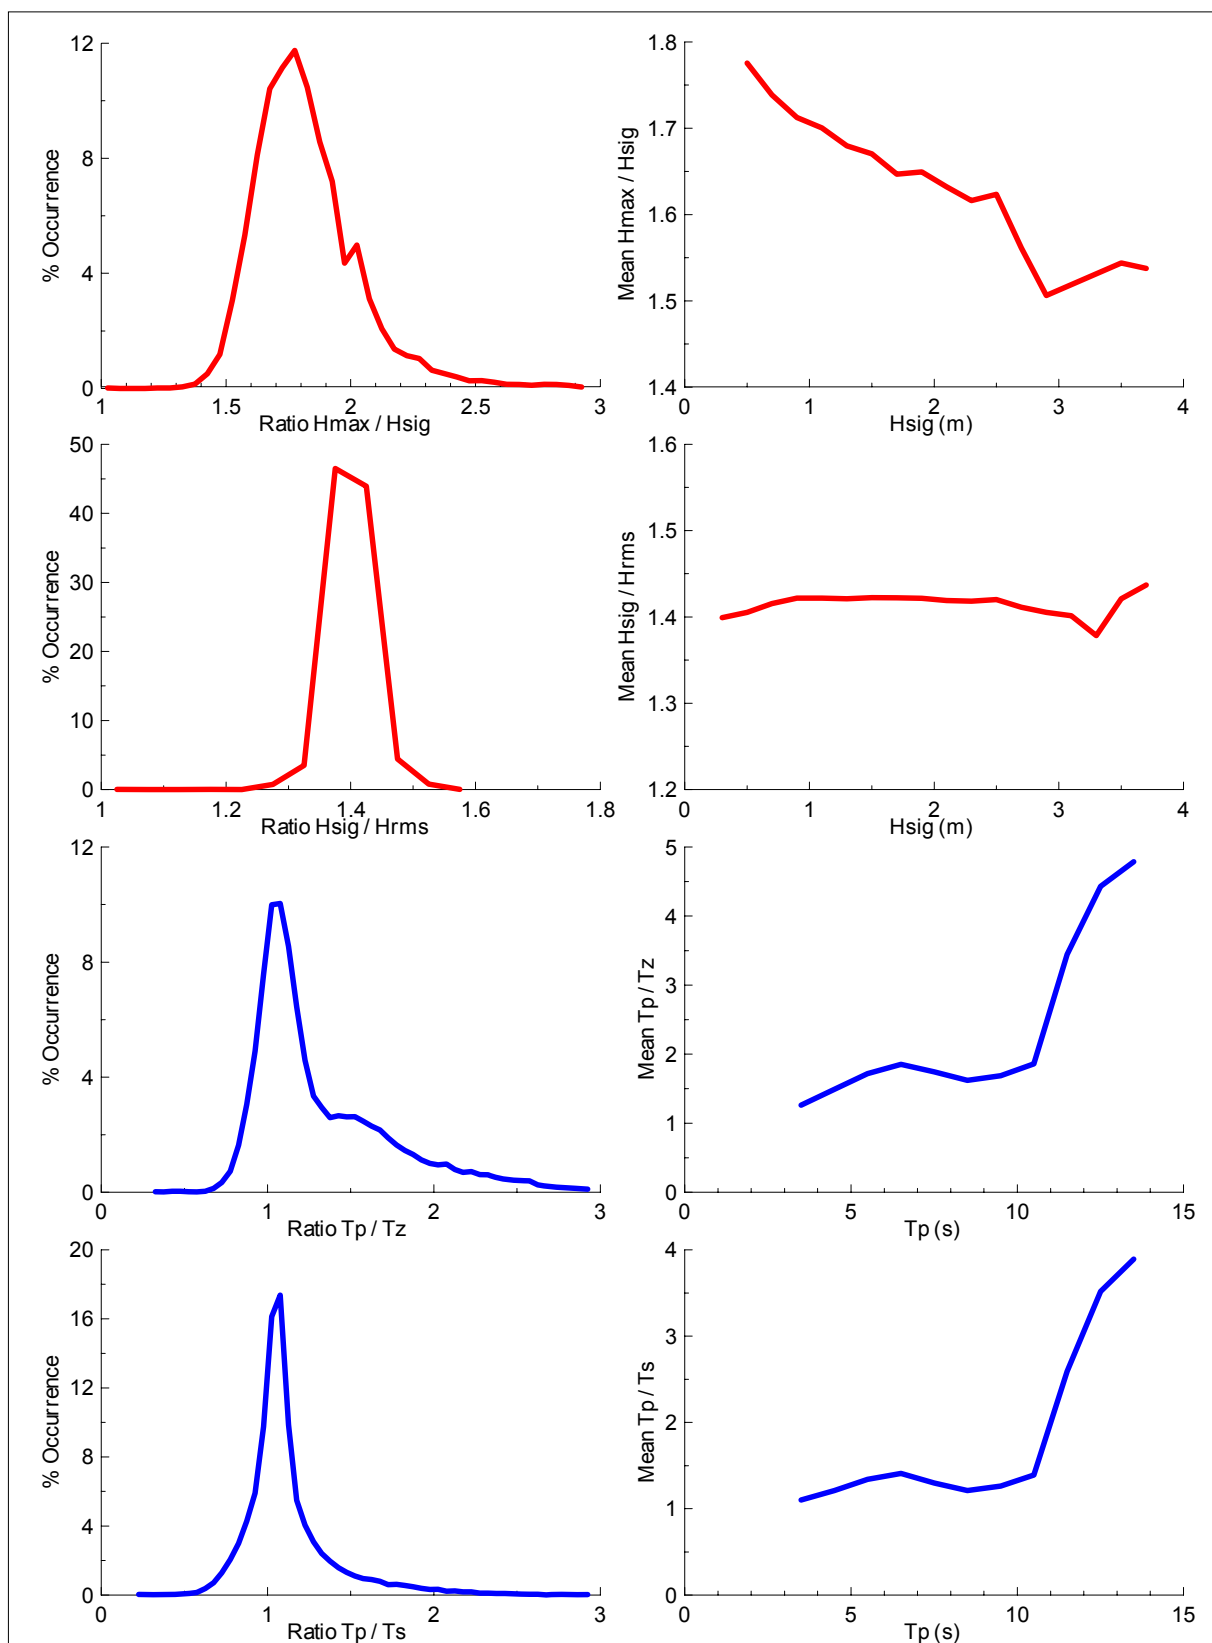 12
8
4
0
% Occurrence
1 1.5 2 2.5 3
Ratio Hmax / Hsig
1.8
1.7
1.6
1.5
1.4
Mean Hmax / Hsig
0 1 2 3 4
Hsig (m)
50
40
30
20
10
0
% Occurrence
1 1.2 1.4 1.6 1.8
Ratio Hsig / Hrms
1.6
1.5
1.4
1.3
1.2
Mean Hsig / Hrms
0 1 2 3 4
Hsig (m)
12
8
4
0
% Occurrence
0 1 2 3
Ratio Tp / Tz
5
4
3
2
1
0
Mean Tp / Tz
0 5 10 15
Tp (s)
20
16
12
8
4
0
% Occurrence
0 1 2 3
Ratio Tp / Ts
4
3
2
1
0
Mean Tp / Ts
0 5 10 15
Tp (s)